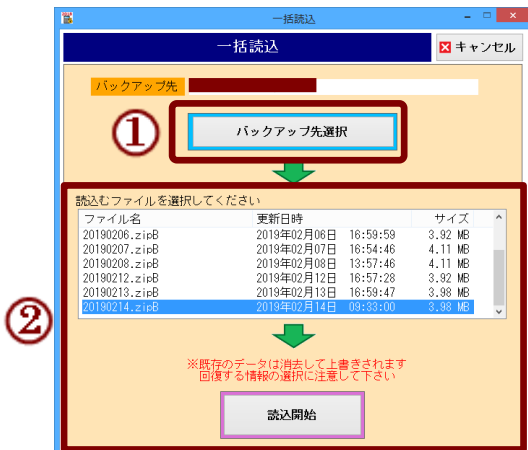 一括読込
一括読込
キャンセル
バックアップ先
①
バックアップ先選択
読込むファイルを選択してください
ファイル名 更新日時 サイズ
20190206.zipB 2019年02月06日 16:59:59 3.92 MB
20190207.zipB 2019年02月07日 16:54:46 4.11 MB
20190208.zipB 2019年02月08日 13:57:46 4.11 MB
20190212.zipB 2019年02月12日 16:57:28 3.92 MB
20190213.zipB 2019年02月13日 16:59:47 3.98 MB
20190214.zipB 2019年02月14日 09:33:00 3.98 MB
②
※既存のデータは消去して上書きされます
回復する情報の選択に注意して下さい
読込開始